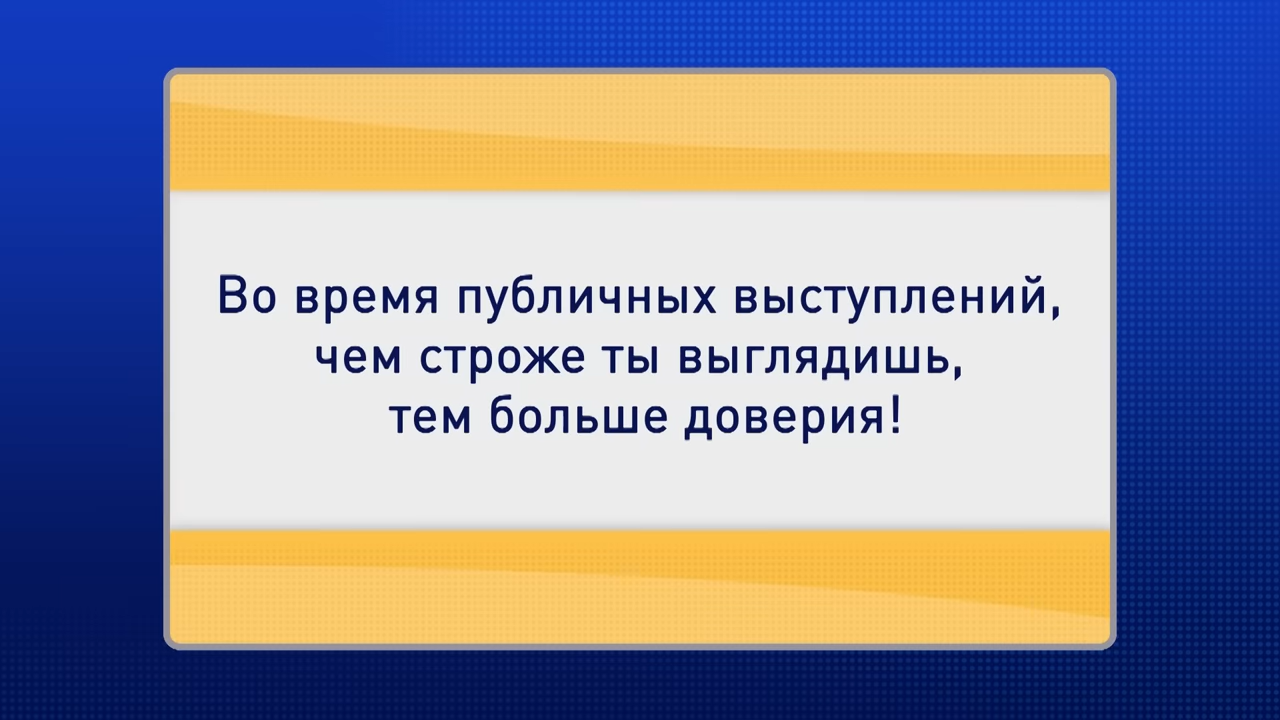 Во время публичных выступлений,
чем строже ты выглядишь,
тем больше доверия!